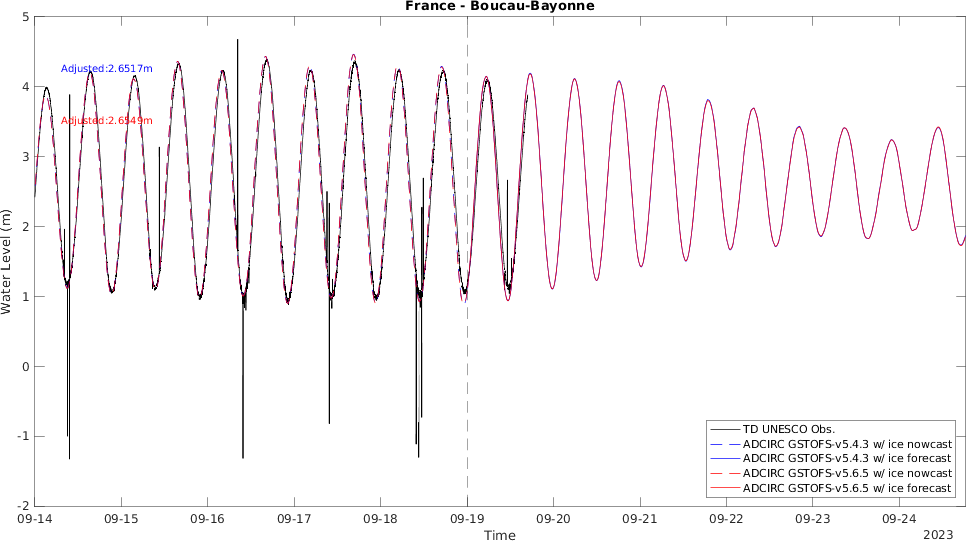 France - Boucau-Bayonne
5
4
3
2
1
0
-1
-2
Water Level (m)
Adjusted:2.6517m
Adjusted:2.6549m
TD UNESCO Obs.
ADCIRC GSTOFS-v5.4.3 w/ ice nowcast
ADCIRC GSTOFS-v5.4.3 w/ ice forecast
ADCIRC GSTOFS-v5.6.5 w/ ice nowcast
ADCIRC GSTOFS-v5.6.5 w/ ice forecast
09-14 09-15 09-16 09-17 09-18 09-19 09-20 09-21 09-22 09-23 09-24
Time
2023